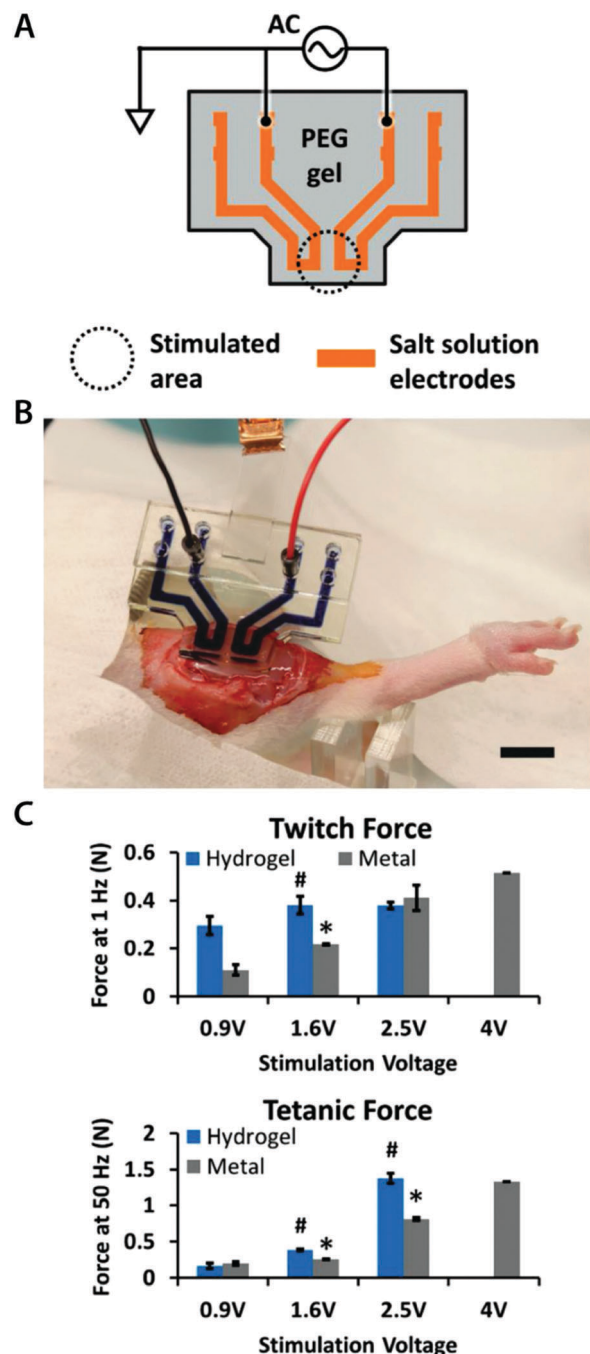 A
AC
PEG
gel
Stimulated
area
Salt solution
electrodes
B
C
Twitch Force
Hydrogel
Metal
Force at 1 Hz (N)
0.6
0.4
0.2
0
#
*
0.9V
1.6V
2.5V
4V
Stimulation Voltage
Tetanic Force
Hydrogel
Metal
Force at 50 Hz (N)
2
1.5
1
0.5
0
#
*
#
*
0.9V
1.6V
2.5V
4V
Stimulation Voltage